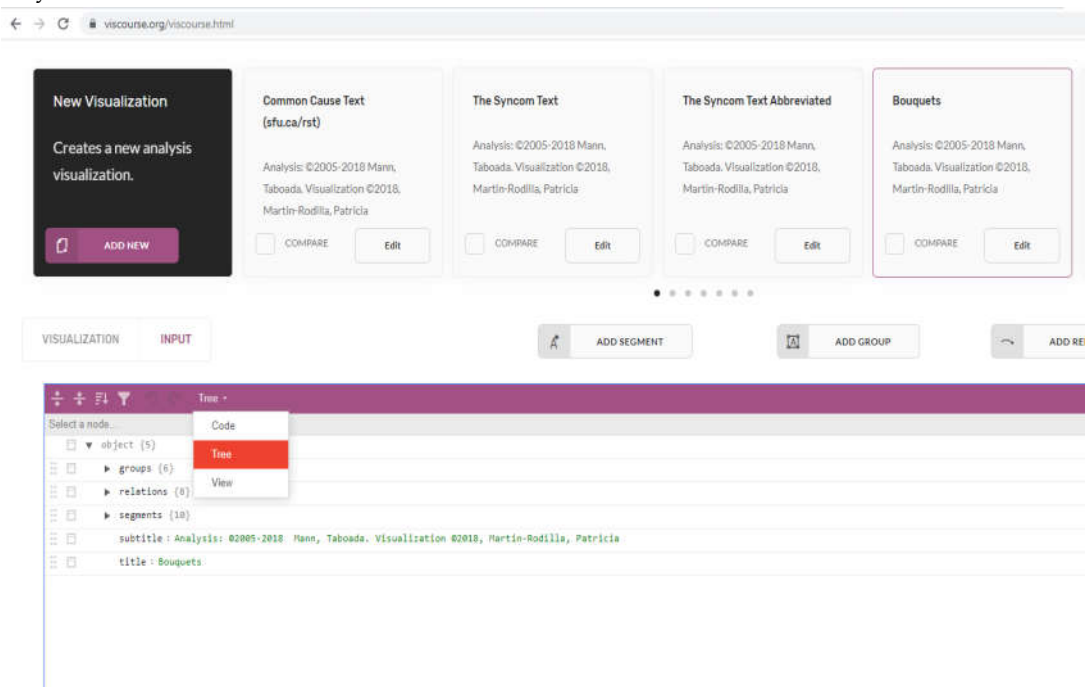 viscourse.org/viscourse.html
New Visualization
Creates a new analysis
visualization.
ADD NEW
Common Cause Text
(sfu.ca/rst)
Analysis: ©2005-2018 Mann,
Taboada. Visualization ©2018,
Martin-Rodilla, Patricia
COMPARE
Edit
The Syncom Text
Analysis: ©2005-2018 Mann,
Taboada. Visualization ©2018,
Martin-Rodilla, Patricia
COMPARE
Edit
The Syncom Text Abbreviated
Analysis: ©2005-2018 Mann,
Taboada. Visualization ©2018,
Martin-Rodilla, Patricia
COMPARE
Edit
Bouquets
Analysis: ©2005-2018 Mann,
Taboada. Visualization ©2018,
Martin-Rodilla, Patricia
COMPARE
Edit
VISUALIZATION
INPUT
ADD SEGMENT
ADD GROUP
ADD RE
Tree
Select a node...
Code
Tree
View
object {5}
groups {6}
relations {8}
segments {10}
subtitle : Analysis: ©2005-2018 Mann, Taboada. Visualization ©2018, Martin-Rodilla, Patricia
title : Bouquets